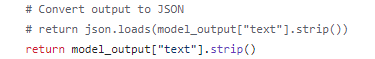 # Convert output to JSON
# return json.loads(model_output["text"].strip())
return model_output["text"].strip()